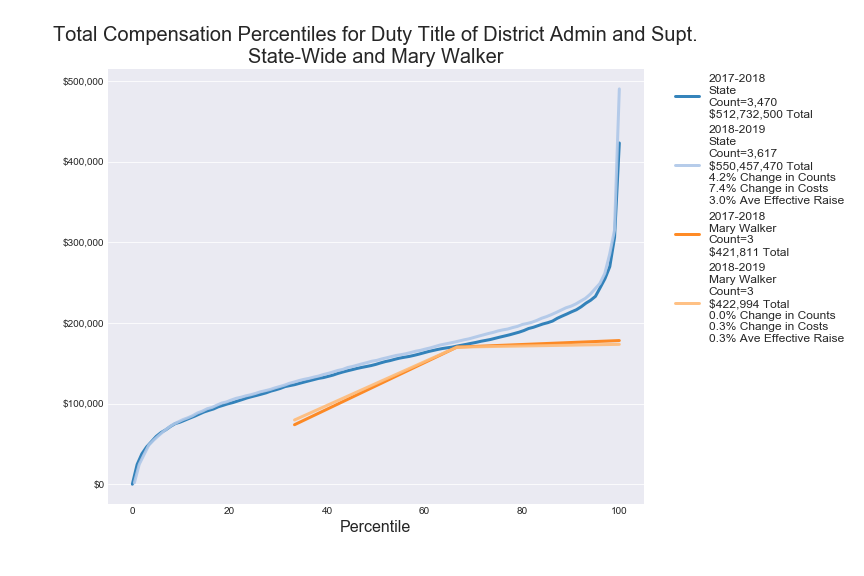 Total Compensation Percentiles for Duty Title of District Admin and Supt.
State-Wide and Mary Walker
$500,000
$400,000
$300,000
$200,000
$100,000
$0
0
20
40
60
80
100
Percentile
2017-2018
State
Count=3,470
$512,732,500 Total
2018-2019
State
Count=3,617
$550,457,470 Total
4.2% Change in Counts
7.4% Change in Costs
3.0% Ave Effective Raise
2017-2018
Mary Walker
Count=3
$421,811 Total
2018-2019
Mary Walker
Count=3
$422,994 Total
0.0% Change in Counts
0.3% Change in Costs
0.3% Ave Effective Raise